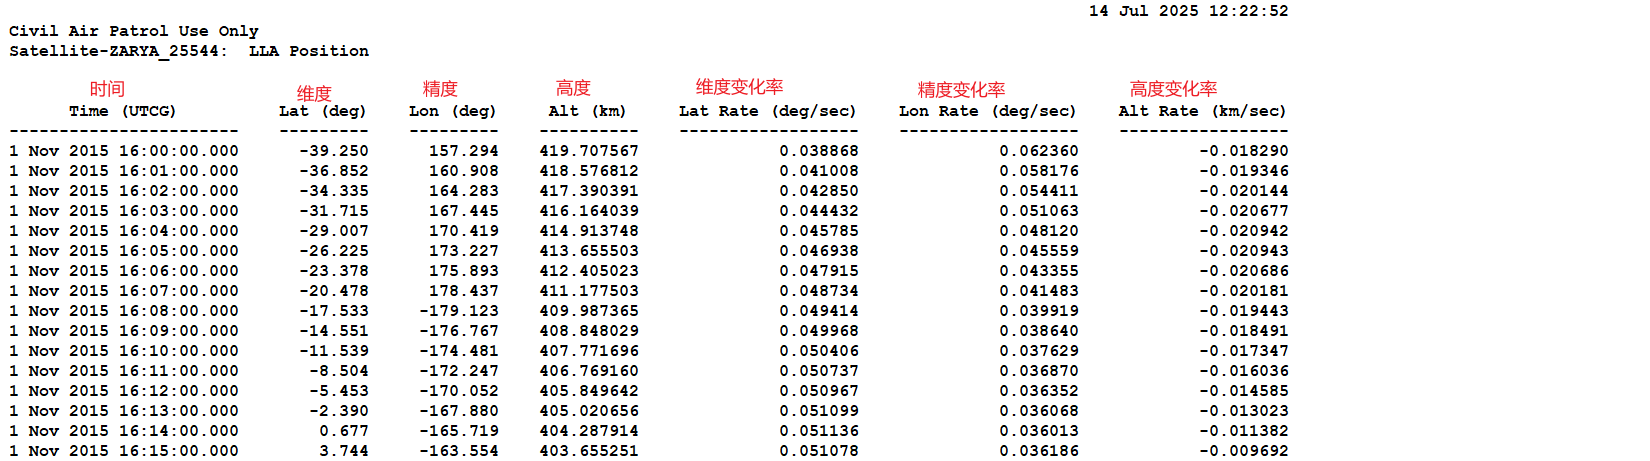 14 Jul 2025 12:22:52
Civil Air Patrol Use Only
Satellite-ZARYA_25544:  LLA Position
时间 维度 精度 高度 维度变化率 精度变化率 高度变化率
Time (UTCG) Lat (deg) Lon (deg) Alt (km) Lat Rate (deg/sec) Lon Rate (deg/sec) Alt Rate (km/sec)
----------------------- --------- --------- ---------- ------------------ ------------------ -----------------
1 Nov 2015 16:00:00.000 -39.250 157.294 419.707567 0.038868 0.062360 -0.018290
1 Nov 2015 16:01:00.000 -36.852 160.908 418.576812 0.041008 0.058176 -0.019346
1 Nov 2015 16:02:00.000 -34.335 164.283 417.390391 0.042850 0.054411 -0.020144
1 Nov 2015 16:03:00.000 -31.715 167.445 416.164039 0.044432 0.051063 -0.020677
1 Nov 2015 16:04:00.000 -29.007 170.419 414.913748 0.045785 0.048120 -0.020942
1 Nov 2015 16:05:00.000 -26.225 173.227 413.655503 0.046938 0.045559 -0.020943
1 Nov 2015 16:06:00.000 -23.378 175.893 412.405023 0.047915 0.043355 -0.020686
1 Nov 2015 16:07:00.000 -20.478 178.437 411.177503 0.048734 0.041483 -0.020181
1 Nov 2015 16:08:00.000 -17.533 -179.123 409.987365 0.049414 0.039919 -0.019443
1 Nov 2015 16:09:00.000 -14.551 -176.767 408.848029 0.049968 0.038640 -0.018491
1 Nov 2015 16:10:00.000 -11.539 -174.481 407.771696 0.050406 0.037629 -0.017347
1 Nov 2015 16:11:00.000 -8.504 -172.247 406.769160 0.050737 0.036870 -0.016036
1 Nov 2015 16:12:00.000 -5.453 -170.052 405.849642 0.050967 0.036352 -0.014585
1 Nov 2015 16:13:00.000 -2.390 -167.880 405.020656 0.051099 0.036068 -0.013023
1 Nov 2015 16:14:00.000 0.677 -165.719 404.287914 0.051136 0.036013 -0.011382
1 Nov 2015 16:15:00.000 3.744 -163.554 403.655251 0.051078 0.036186 -0.009692